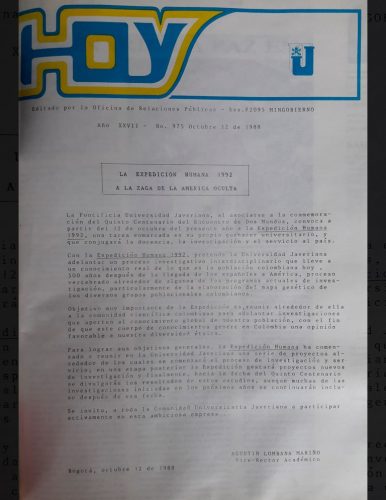 HOY
J
Editado por la Oficina de Relaciones Públicas - Res.F2095 MINGOBIERNO
Año XXVII - No. 975 Octubre 12 de 1988
LA EXPEDICIÓN HUMANA 1992
A LA ZAGA DE LA AMERICA OCULTA
La Pontificia Universidad Javeriana, al asociarse a la conmemora-
ción del Quinto Centenario del Encuentro de Dos Mundos, convoca a
partir del 12 de octubre del presente año a la Expedición Humana
1992, una tarea enmarcada en su propio quehacer universitario, y
que conjugará la docencia, la investigación y el servicio al país.
Con la Expedición Humana 1992, pretende la Universidad Javeriana
adelantar un proceso investigativo interdisciplinario que lleve a
un conocimiento real de lo que es la población colombiana hoy,
500 años después de la llegada de los españoles a América, proceso
vertebrado alrededor de algunos de los programas actuales de inves-
tigación, particularmente de la elaboración del mapa genético de
los diversos grupos poblacionales colombianos.
Objetivo muy importante de la Expedición es reunir alrededor de ella
a la comunidad científica colombiana para adelantar investigaciones
que aporten al conocimiento global de nuestra población, con el fin
de que este cuerpo de conocimientos genere en Colombia una opinión
favorable a nuestra diversidad étnica.
Para lograr sus objetivos generales, la Expedición Humana ha comen-
zado a reunir en la Universidad Javeriana una serie de proyectos al-
rededor de los cuales se comenzará el proceso de investigación y ser-
vicio; en una etapa posterior la Expedición gestará proyectos nuevos
de investigación y finalmente, hacia la fecha del Quinto Centenario
se divulgarán los resultados de estos estudios, aunque muchas de las
investigaciones iniciadas en los próximos años se continuarán inclu-
so después de esa fecha.
Se invita, a toda la Comunidad Universitaria Javeriana a participar
activamente en esta ambiciosa empresa.
AGUSTIN LOMBANA MARIÑO
Vice-Rector Académico
Bogotá, octubre 12 de 1988